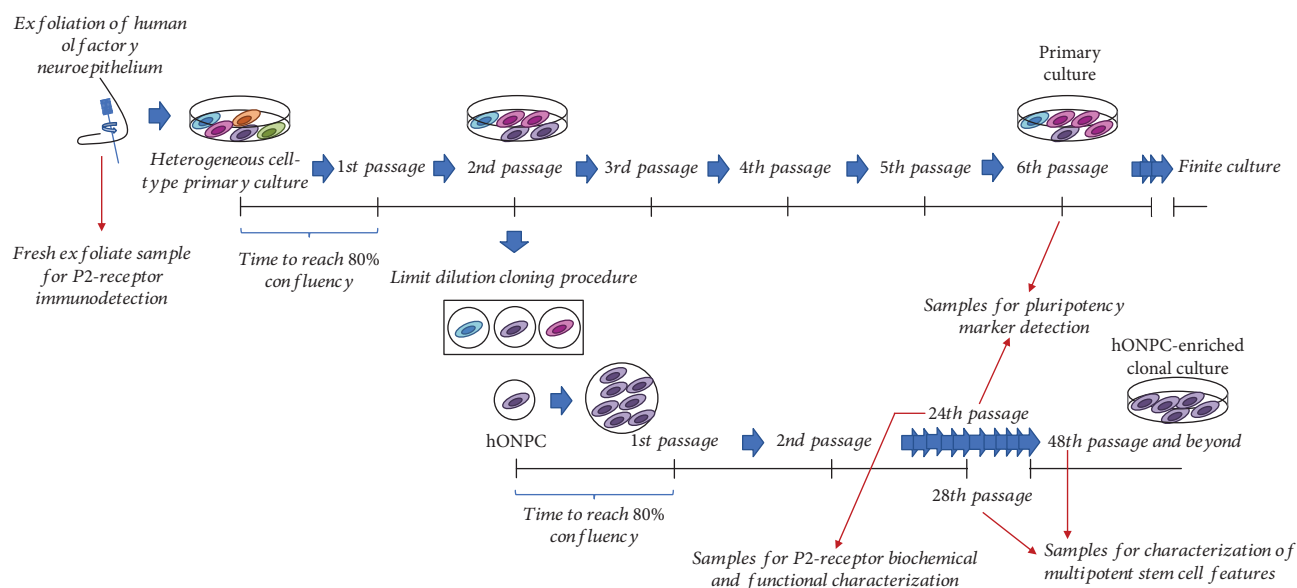 Exfoliation of human
olfactory
neuroepithelium
Primary
culture
Heterogeneous cell-
type primary culture
1st passage
2nd passage
3rd passage
4th passage
5th passage
6th passage
Finite culture
Fresh exfoliate sample
for P2-receptor
immunodetection
Time to reach 80%
confluency
Limit dilution cloning procedure
Samples for pluripotency
marker detection
hONPC-enriched
clonal culture
hONPC
1st passage
2nd passage
24th passage
48th passage and beyond
28th passage
Time to reach 80%
confluency
Samples for P2-receptor biochemical
and functional characterization
Samples for characterization of
multipotent stem cell features